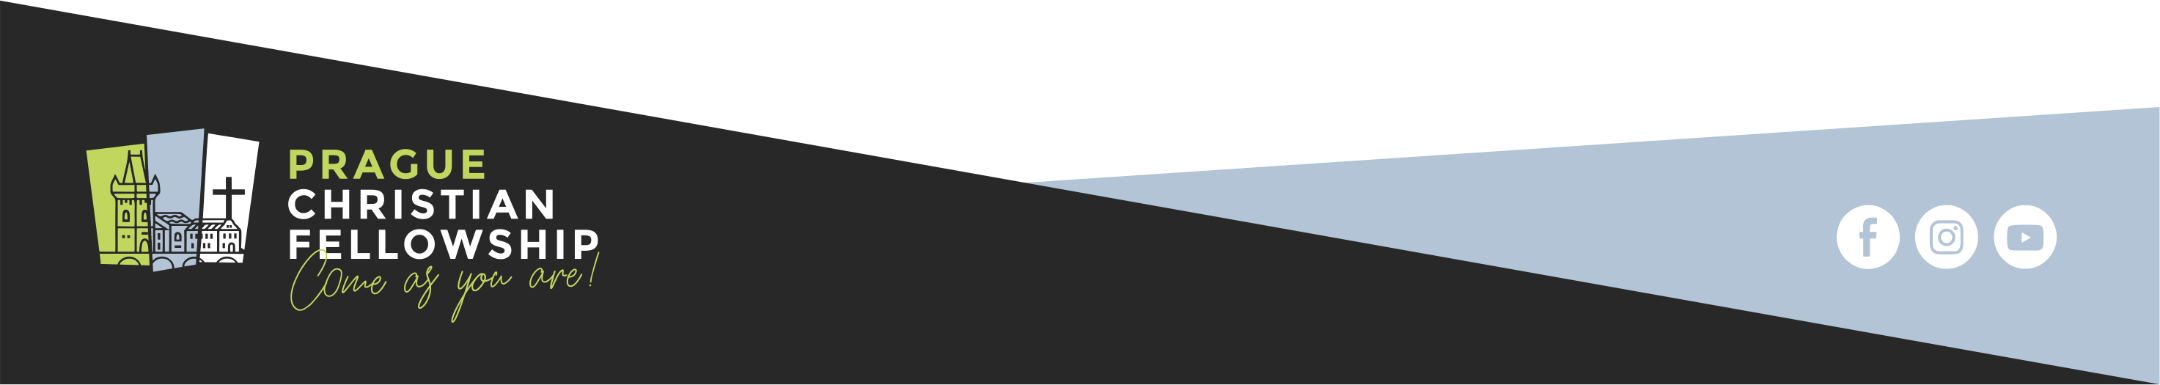 PRAGUE
CHRISTIAN
FELLOWSHIP
Come as you are!